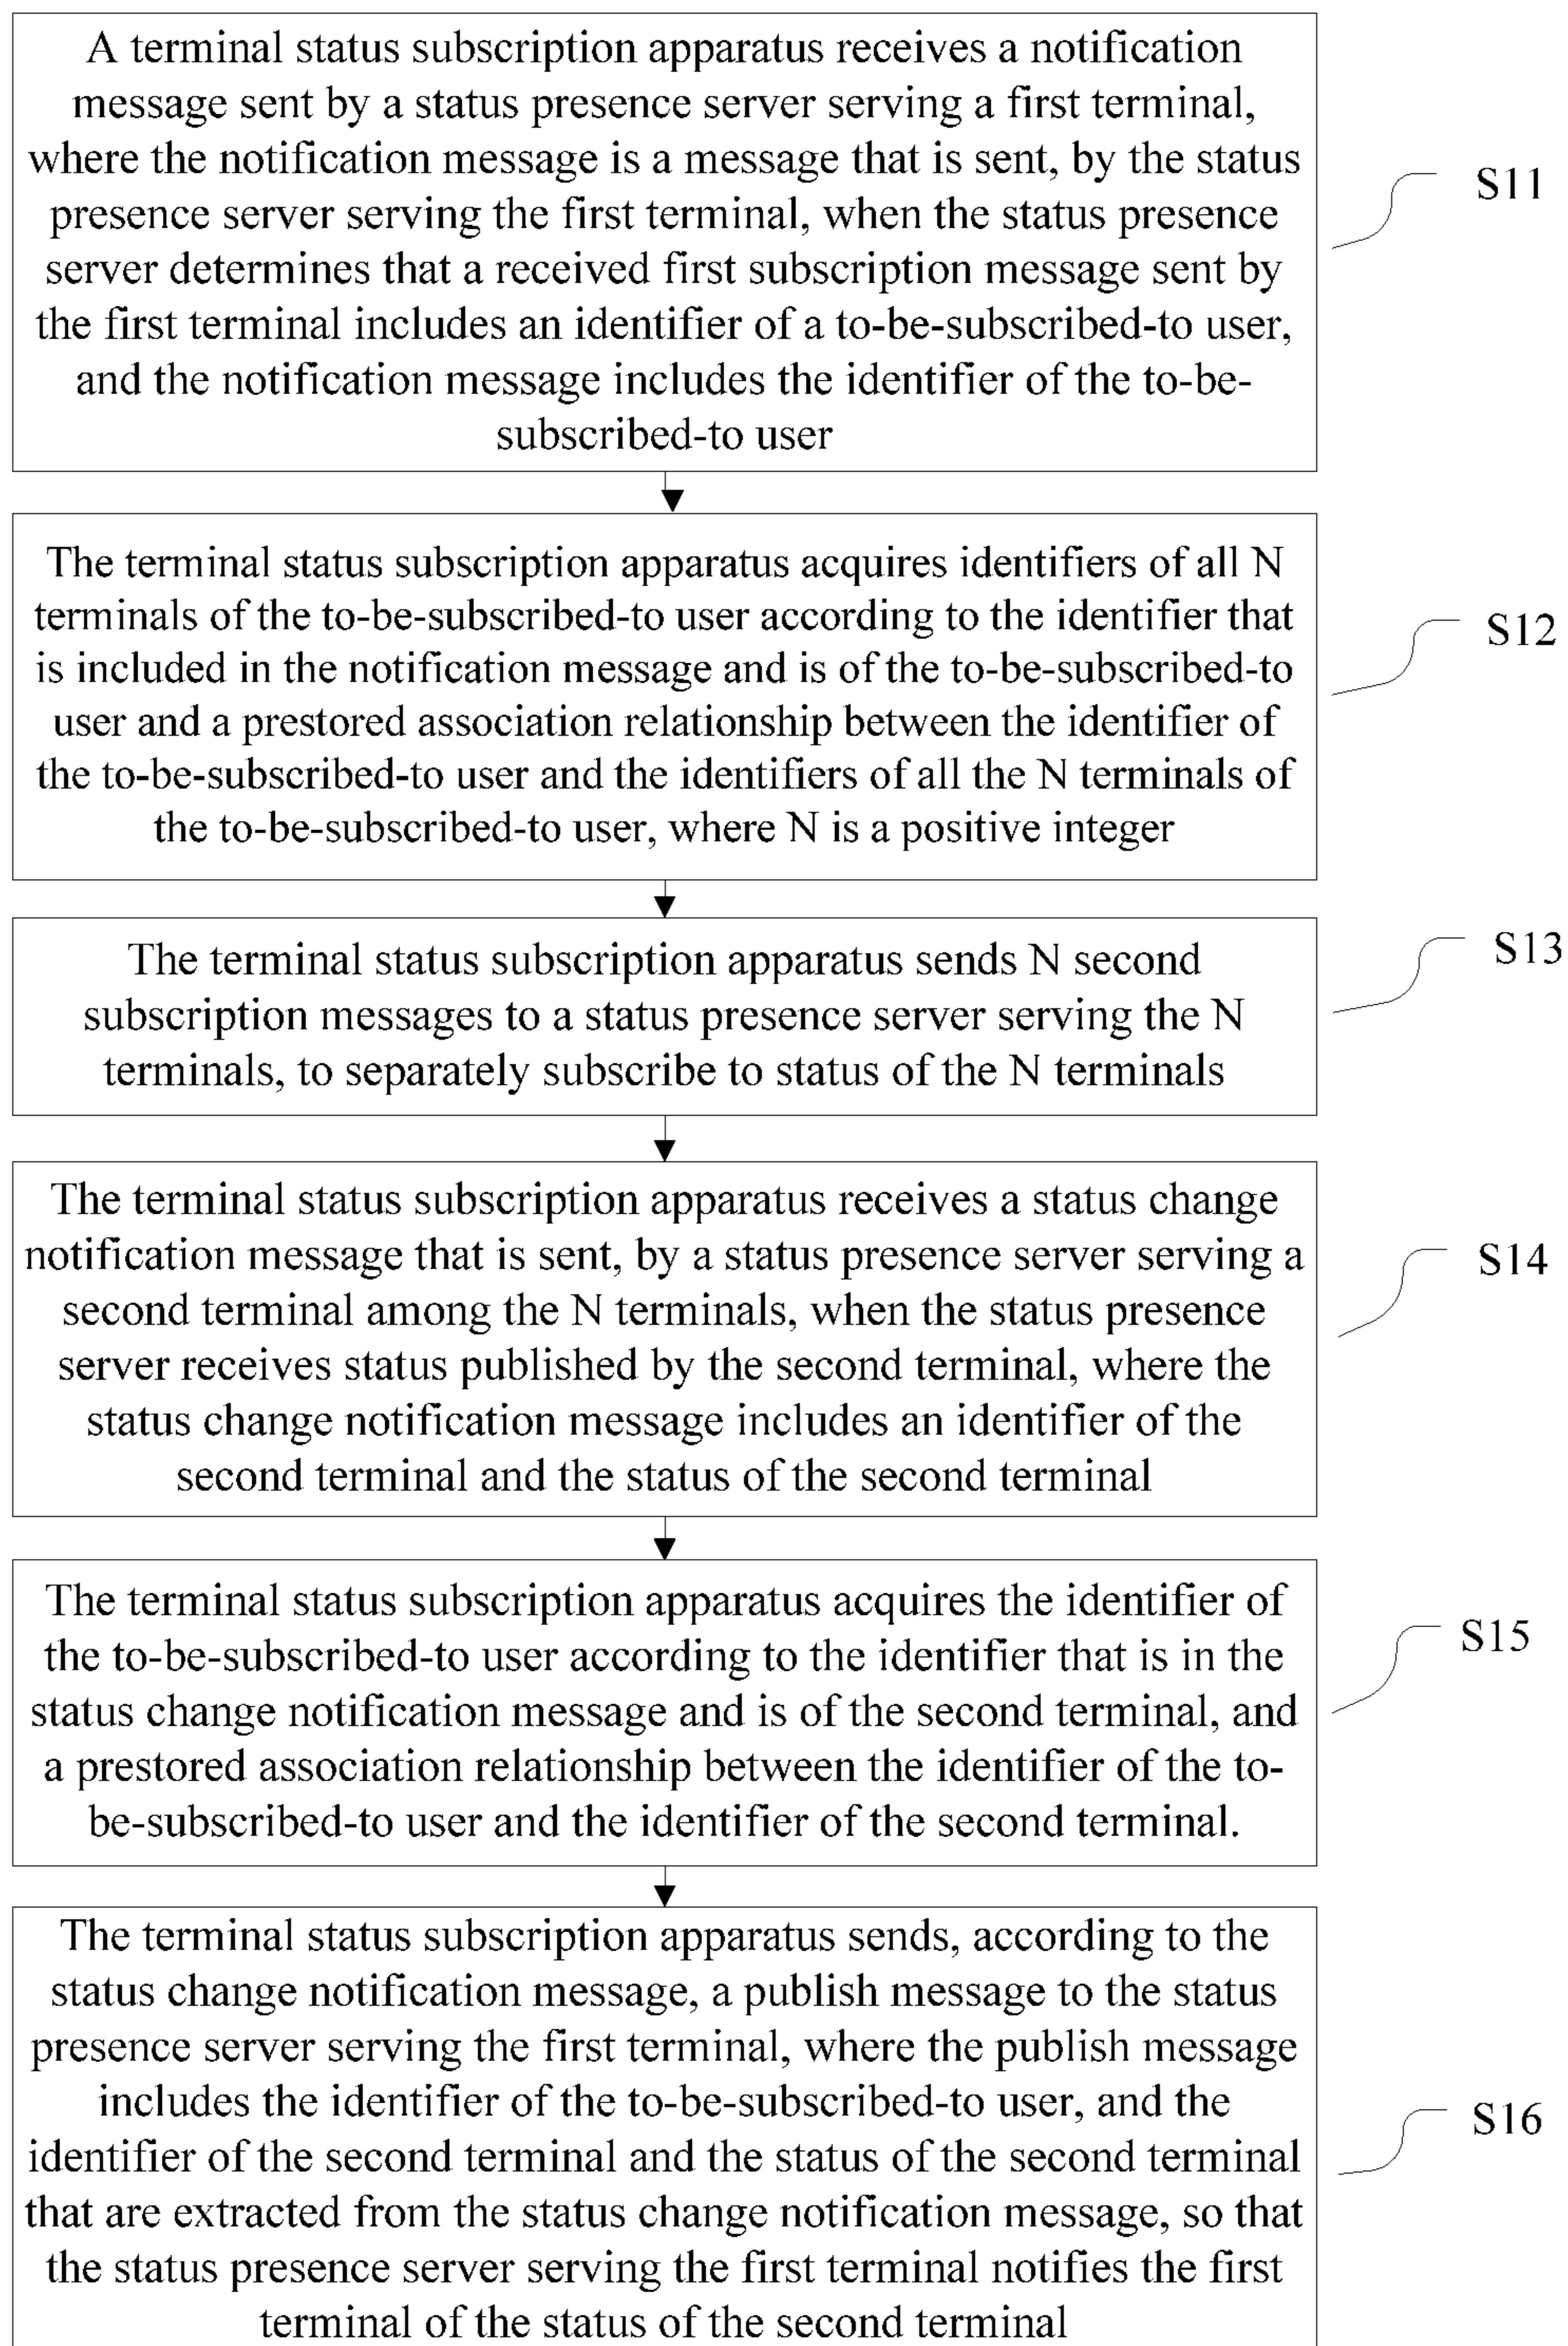 A terminal status subscription apparatus receives a notification
message sent by a status presence server serving a first terminal,
where the notification message is a message that is sent, by the status
presence server serving the first terminal, when the status presence
server determines that a received first subscription message sent by
the first terminal includes an identifier of a to-be-subscribed-to user,
and the notification message includes the identifier of the to-be-
subscribed-to user
S11
The terminal status subscription apparatus acquires identifiers of all N
terminals of the to-be-subscribed-to user according to the identifier that
is included in the notification message and is of the to-be-subscribed-to
user and a prestored association relationship between the identifier of
the to-be-subscribed-to user and the identifiers of all the N terminals of
the to-be-subscribed-to user, where N is a positive integer
S12
The terminal status subscription apparatus sends N second
subscription messages to a status presence server serving the N
terminals, to separately subscribe to status of the N terminals
S13
The terminal status subscription apparatus receives a status change
notification message that is sent, by a status presence server serving a
second terminal among the N terminals, when the status presence
server receives status published by the second terminal, where the
status change notification message includes an identifier of the
second terminal and the status of the second terminal
S14
The terminal status subscription apparatus acquires the identifier of
the to-be-subscribed-to user according to the identifier that is in the
status change notification message and is of the second terminal, and
a prestored association relationship between the identifier of the to-
be-subscribed-to user and the identifier of the second terminal.
S15
The terminal status subscription apparatus sends, according to the
status change notification message, a publish message to the status
presence server serving the first terminal, where the publish message
includes the identifier of the to-be-subscribed-to user, and the
identifier of the second terminal and the status of the second terminal
that are extracted from the status change notification message, so that
the status presence server serving the first terminal notifies the first
terminal of the status of the second terminal
S16